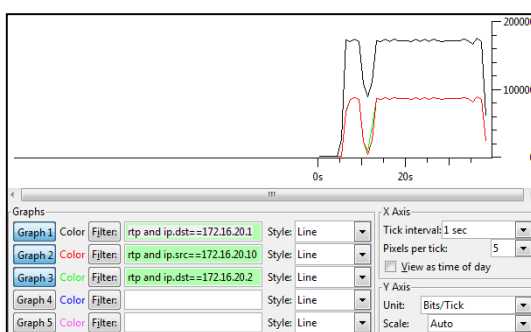 200000
100000
0s 20s
Graphs
X Axis
Graph 1 Color Filter: rtp and ip.dst==172.16.20.1 Style: Line
Tick interval: 1 sec
Graph 2 Color Filter: rtp and ip.src==172.16.20.10 Style: Line
Pixels per tick: 5
Graph 3 Color Filter: rtp and ip.dst==172.16.20.2 Style: Line
View as time of day
Graph 4 Color Filter: Style: Line
Y Axis
Unit: Bits/Tick
Graph 5 Color Filter: Style: Line
Scale: Auto